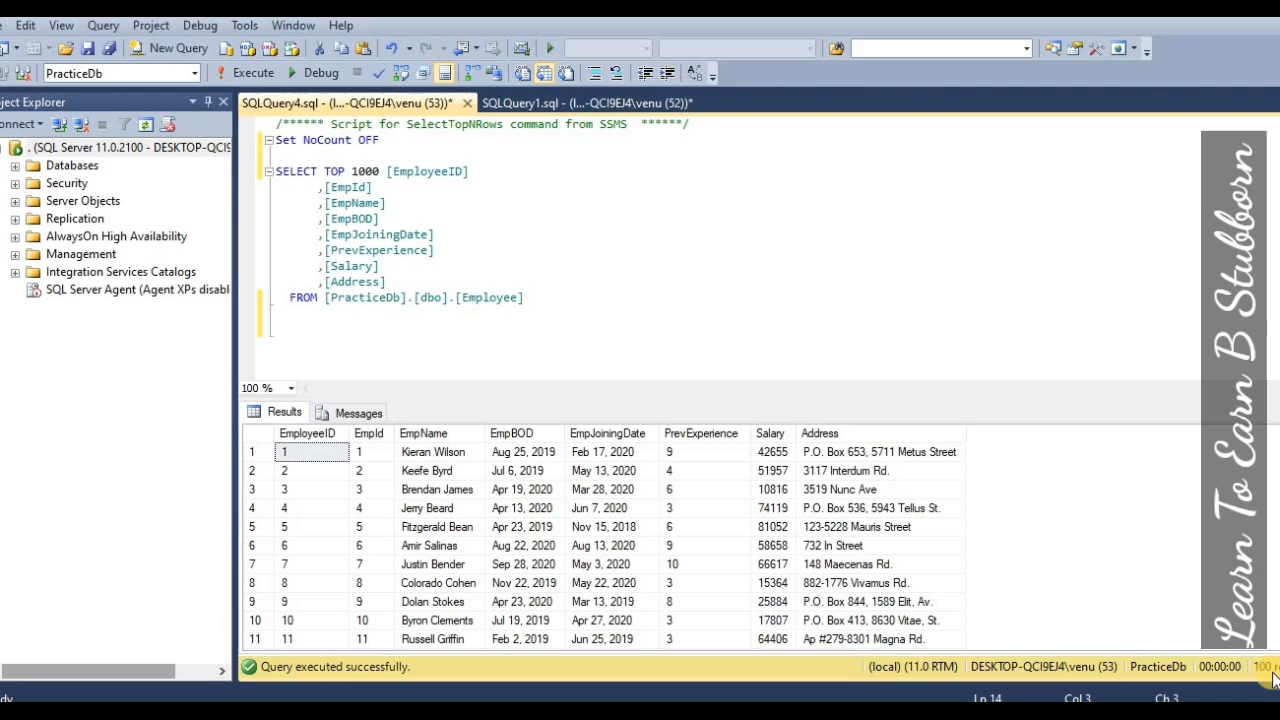 Edit View Query Project Debug Tools Window Help
New Query
PracticeDb Execute Debug
ject Explorer
SQLQuery4.sql - (l...-QCI9EJ4\venu (53))* SQLQuery1.sql - (l...-QCI9EJ4\venu (52))*
onnect
. (SQL Server 11.0.2100 - DESKTOP-QCI9
Databases
Security
Server Objects
Replication
AlwaysOn High Availability
Management
Integration Services Catalogs
SQL Server Agent (Agent XPs disabl
/****** Script for SelectTopNRows command from SSMS ******/
Set NoCount OFF
SELECT TOP 1000 [EmployeeID]
,[EmpId]
,[EmpName]
,[EmpBOD]
,[EmpJoiningDate]
,[PrevExperience]
,[Salary]
,[Address]
FROM [PracticeDb].[dbo].[Employee]
100 %
Results Messages
EmployeeID EmpId EmpName EmpBOD EmpJoiningDate PrevExperience Salary Address
1 1 1 Kieran Wilson Aug 25, 2019 Feb 17, 2020 9 42655 P.O. Box 653, 5711 Metus Street
2 2 2 Keefe Byrd Jul 6, 2019 May 13, 2020 4 51957 3117 Interdum Rd.
3 3 3 Brendan James Apr 19, 2020 Mar 28, 2020 6 10816 3519 Nunc Ave
4 4 4 Jerry Beard Apr 13, 2020 Jun 7, 2020 3 74119 P.O. Box 536, 5943 Tellus St.
5 5 5 Fitzgerald Bean Apr 23, 2019 Nov 15, 2018 6 81052 123-5228 Mauris Street
6 6 6 Amir Salinas Aug 22, 2020 Aug 13, 2020 9 58658 732 In Street
7 7 7 Justin Bender Sep 28, 2020 May 3, 2020 10 66617 148 Maecenas Rd.
8 8 8 Colorado Cohen Nov 22, 2019 May 22, 2020 3 15364 882-1776 Vivamus Rd.
9 9 9 Dolan Stokes Apr 23, 2020 Mar 13, 2019 8 25884 P.O. Box 844, 1589 Elit, Av.
10 10 10 Byron Clements Jul 19, 2019 Apr 27, 2020 3 17807 P.O. Box 413, 8630 Vitae, St.
11 11 11 Russell Griffin Feb 2, 2019 Jun 25, 2019 3 64406 Ap #279-8301 Magna Rd.
Query executed successfully. (local) (11.0 RTM) DESKTOP-QCI9EJ4\venu (53) PracticeDb 00:00:00 100 r
dy Ln 14 Col 3 Ch 3
Learn To Earn B Stubborn